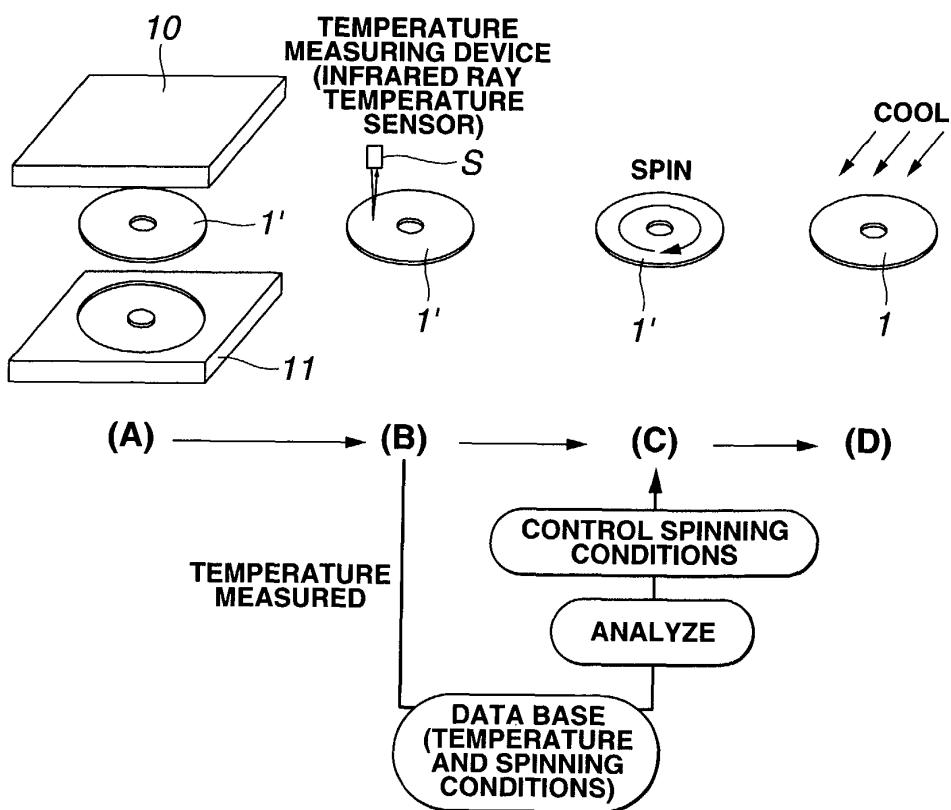 10
TEMPERATURE
MEASURING DEVICE
(INFRARED RAY
TEMPERATURE
SENSOR)
S
1'
11
1'
SPIN
1'
COOL
1
(A)
(B)
(C)
(D)
TEMPERATURE
MEASURED
CONTROL SPINNING
CONDITIONS
ANALYZE
DATA BASE
(TEMPERATURE
AND SPINNING
CONDITIONS)